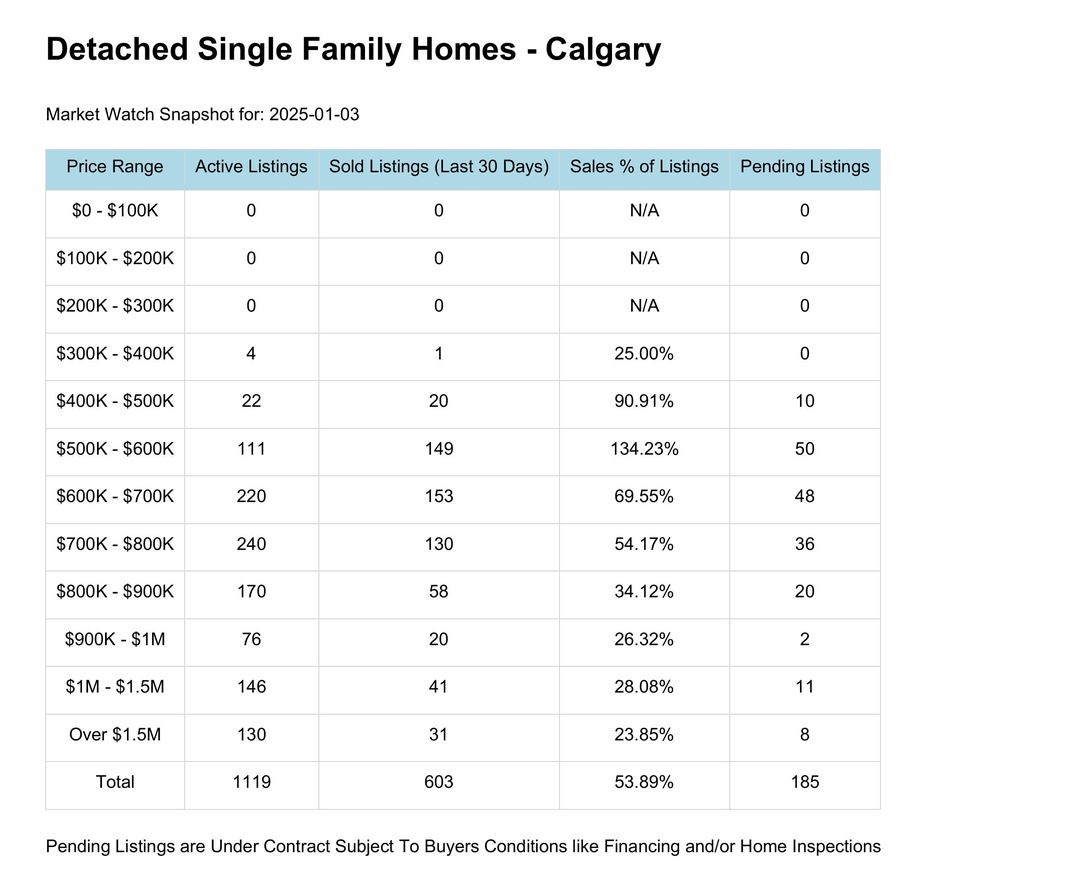 Detached Single Family Homes - Calgary
Market Watch Snapshot for: 2025-01-03
Price Range Active Listings Sold Listings (Last 30 Days) Sales % of Listings Pending Listings
$0 - $100K 0 0 N/A 0
$100K - $200K 0 0 N/A 0
$200K - $300K 0 0 N/A 0
$300K - $400K 4 1 25.00% 0
$400K - $500K 22 20 90.91% 10
$500K - $600K 111 149 134.23% 50
$600K - $700K 220 153 69.55% 48
$700K - $800K 240 130 54.17% 36
$800K - $900K 170 58 34.12% 20
$900K - $1M 76 20 26.32% 2
$1M - $1.5M 146 41 28.08% 11
Over $1.5M 130 31 23.85% 8
Total 1119 603 53.89% 185
Pending Listings are Under Contract Subject To Buyers Conditions like Financing and/or Home Inspections